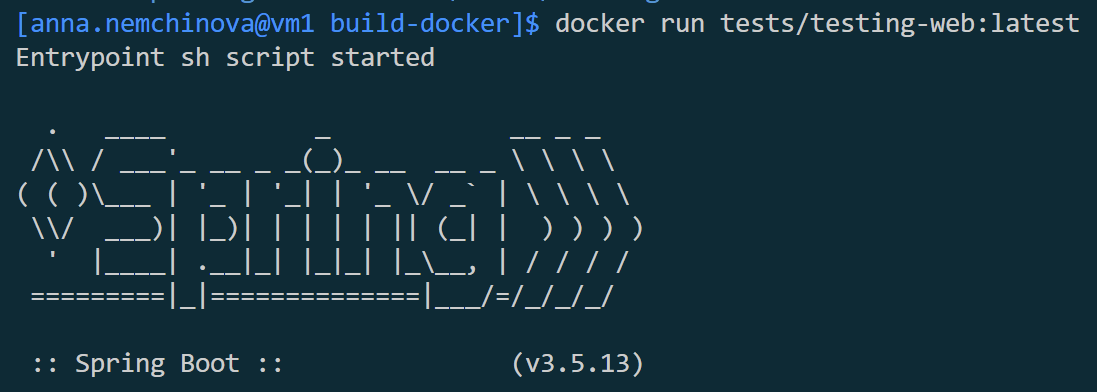 [anna.nemchinova@vm1 build-docker]$ docker run tests/testing-web:latest
Entrypoint sh script started

  .   ____          _            __ _ _
 /\\ / ___'_ __ _ _(_)_ __  __ _ \ \ \ \
( ( )\___ | '_ | '_| | '_ \/ _` | \ \ \ \
 \\/  ___)| |_)| | | | | || (_| |  ) ) ) )
  '  |____| .__|_| |_|_| |_\__, | / / / /
 =========|_|==============|___/=/_/_/_/

 :: Spring Boot ::               (v3.5.13)